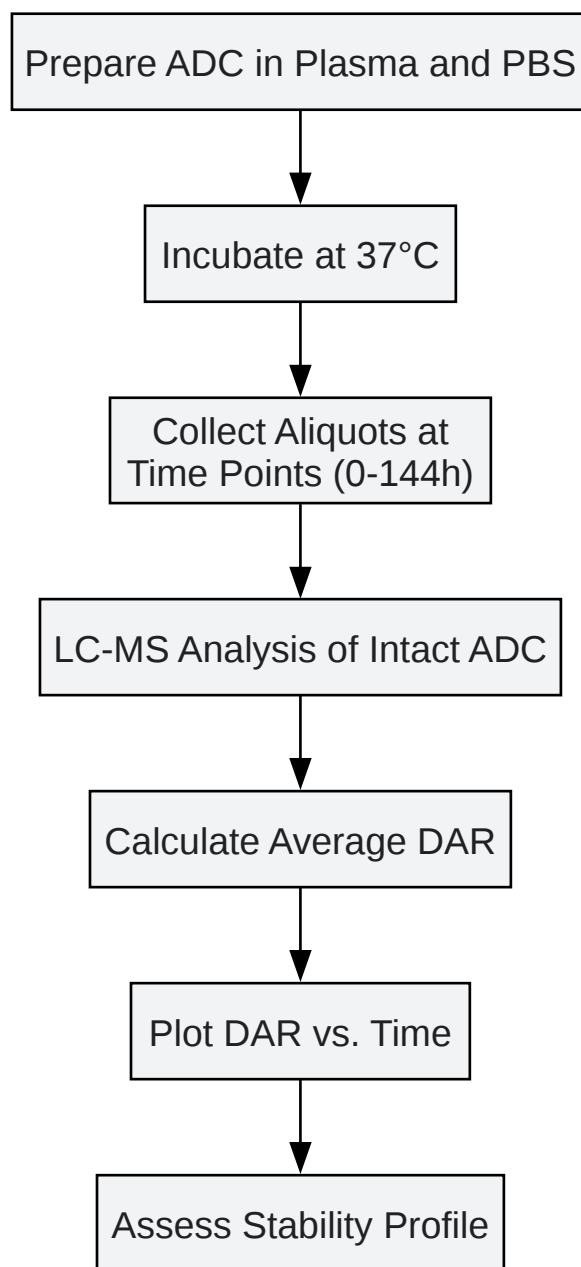 Prepare ADC in Plasma and PBS
Incubate at 37°C
Collect Aliquots at
Time Points (0-144h)
LC-MS Analysis of Intact ADC
Calculate Average DAR
Plot DAR vs. Time
Assess Stability Profile